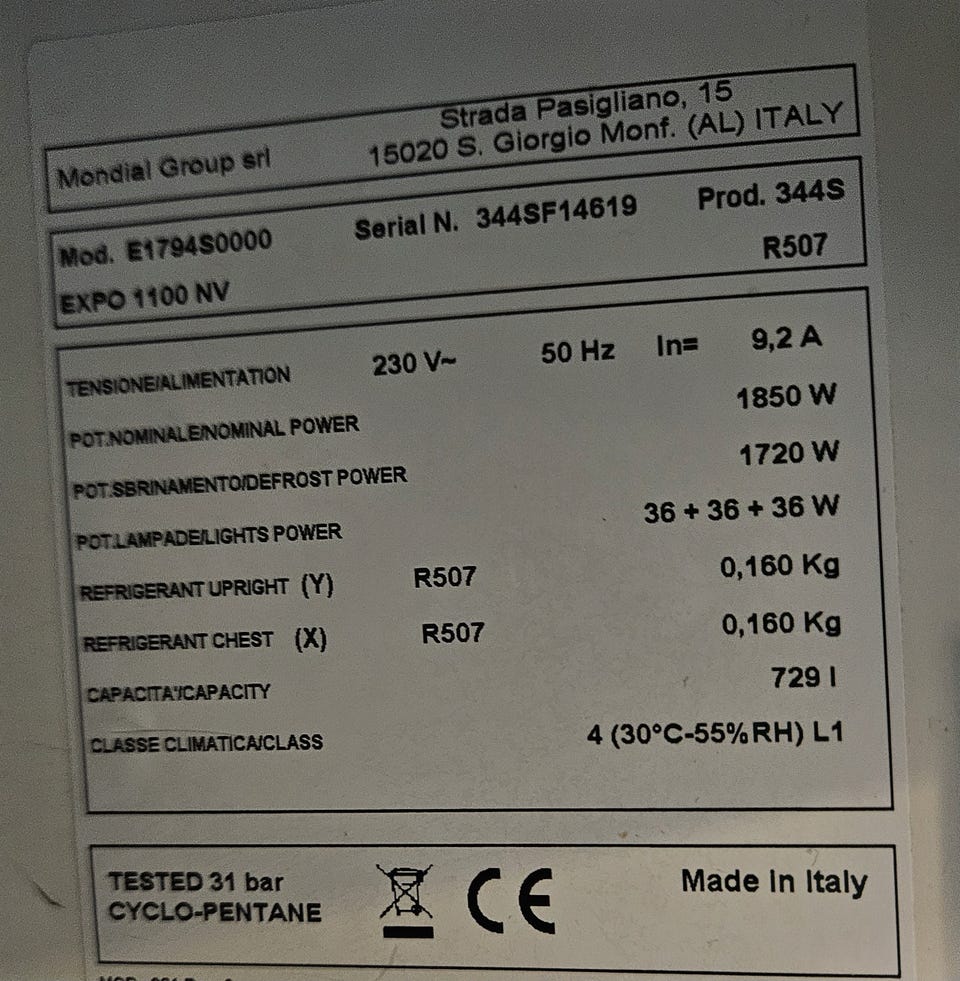 Mondial Group srl
Strada Pasigliano, 15
15020 S. Giorgio Monf. (AL) ITALY
Mod. E1794S0000 Serial N. 344SF14619 Prod. 344S
EXPO 1100 NV R507
TENSIONE/ALIMENTATION 230 V~ 50 Hz In= 9,2 A
POT.NOMINALE/NOMINAL POWER 1850 W
POT.SBRINAMENTO/DEFROST POWER 1720 W
POT.LAMPADE/LIGHTS POWER 36 + 36 + 36 W
REFRIGERANT UPRIGHT (Y) R507 0,160 Kg
REFRIGERANT CHEST (X) R507 0,160 Kg
CAPACITA'/CAPACITY 729 l
CLASSE CLIMATICA/CLASS 4 (30°C-55%RH) L1
TESTED 31 bar
CYCLO-PENTANE
CE
Made In Italy